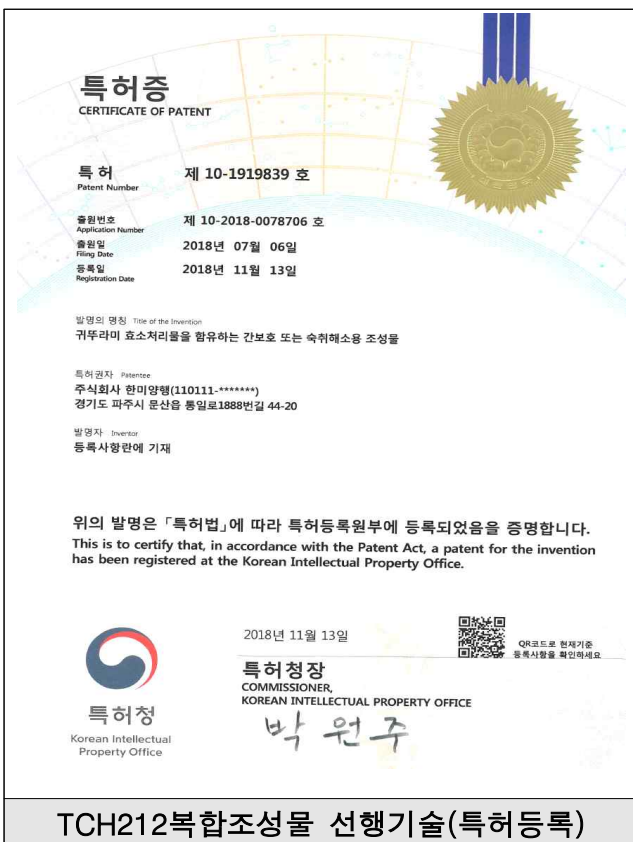 특허증
CERTIFICATE OF PATENT
특 허 제 10-1919839 호
Patent Number
출원번호 제 10-2018-0078706 호
Application Number
출원일 2018년 07월 06일
Filing Date
등록일 2018년 11월 13일
Registration Date
발명의 명칭 Title of the Invention
귀뚜라미 효소처리물을 함유하는 간보호 또는 숙취해소용 조성물
특허권자 Patentee
주식회사 한미양행(110111-*******)
경기도 파주시 문산읍 통일로1888번길 44-20
발명자 Inventor
등록사항란에 기재
위의 발명은 「특허법」에 따라 특허등록원부에 등록되었음을 증명합니다.
This is to certify that, in accordance with the Patent Act, a patent for the invention
has been registered at the Korean Intellectual Property Office.
2018년 11월 13일
QR코드로 현재기준
등록사항을 확인하세요
특허청장
COMMISSIONER,
KOREAN INTELLECTUAL PROPERTY OFFICE
박원주
특허청
Korean Intellectual
Property Office
TCH212복합조성물 선행기술(특허등록)